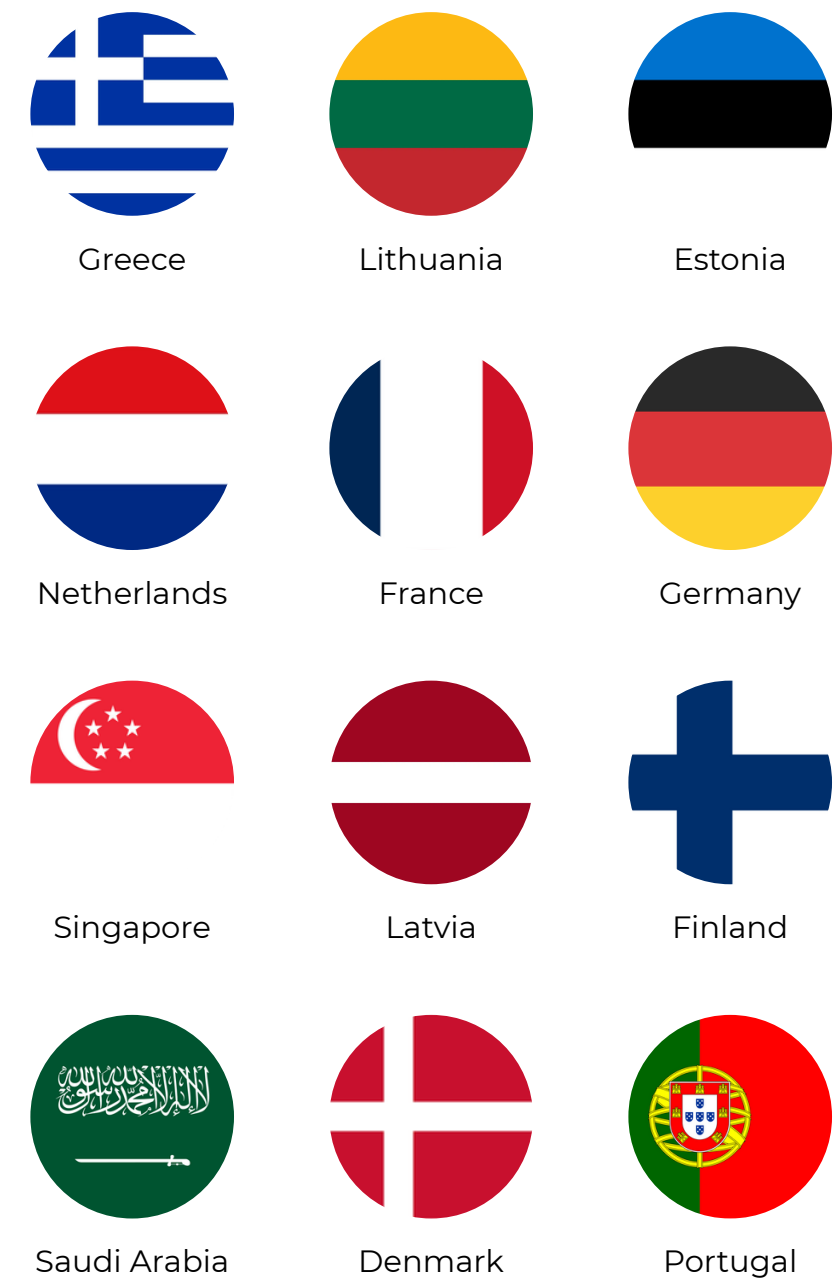 Greece
Lithuania
Estonia
Netherlands
France
Germany
Singapore
Latvia
Finland
لا إله إلا الله محمد رسول الله
Saudi Arabia
Denmark
Portugal